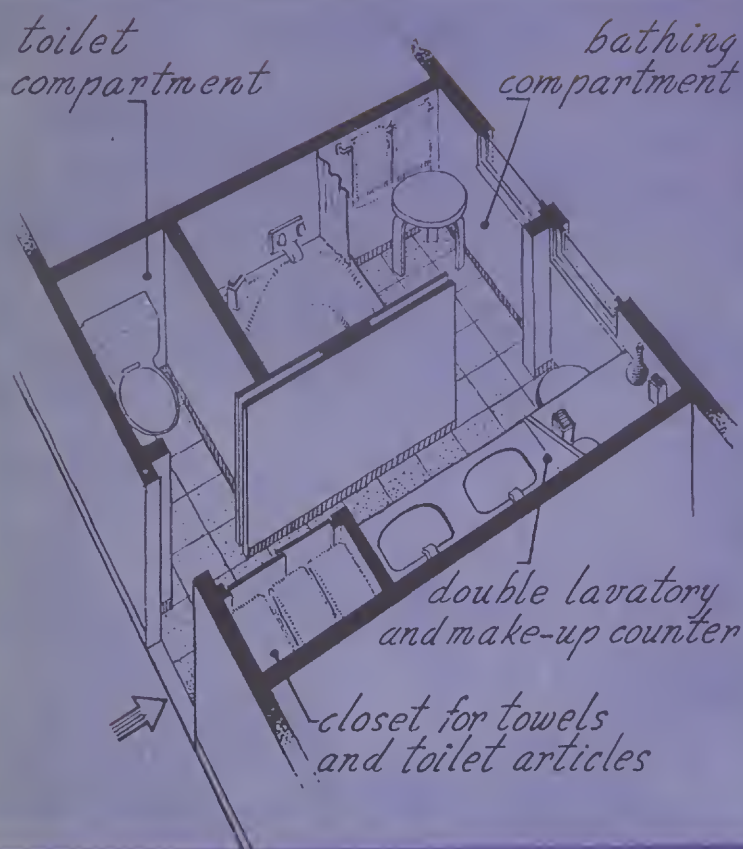 toilet
compartment
bathing
compartment
double lavatory
and make-up counter
closet for towels
and toilet articles